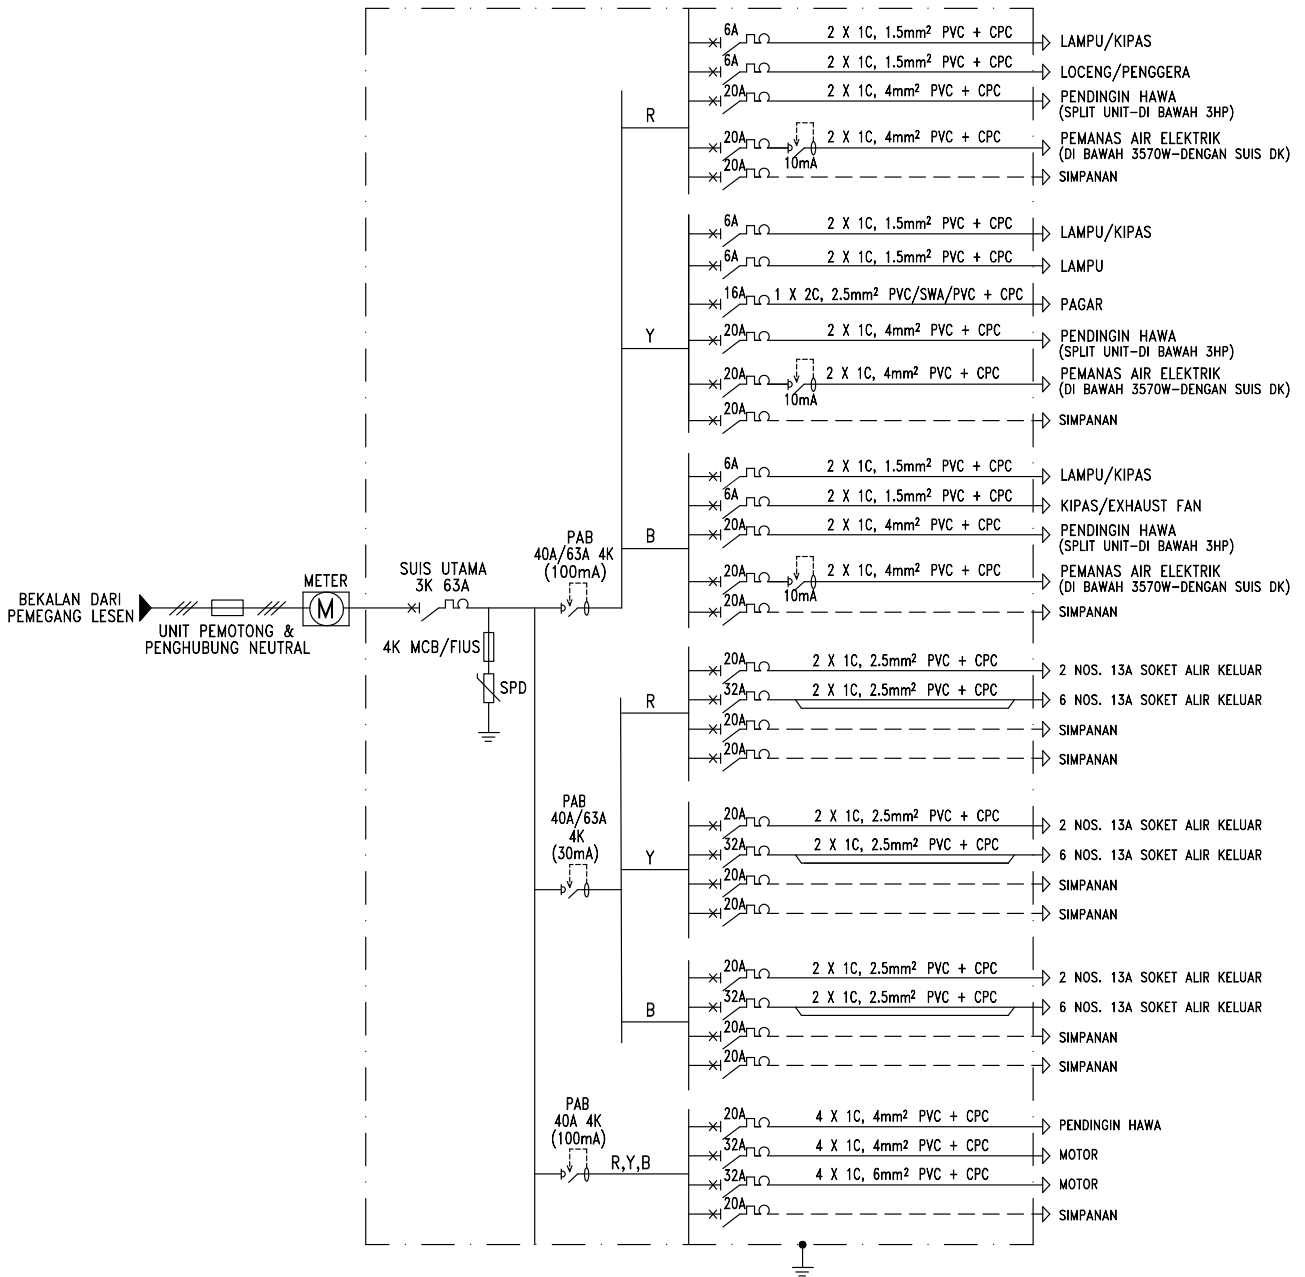 BEKALAN DARI
PEMEGANG LESEN
UNIT PEMOTONG &
PENGHUBUNG NEUTRAL
METER
M
SUIS UTAMA
3K 63A
4K MCB/FIUS
SPD
PAB
40A/63A 4K
(100mA)
R
6A 2 X 1C, 1.5mm² PVC + CPC LAMPU/KIPAS
6A 2 X 1C, 1.5mm² PVC + CPC LOCENG/PENGGERA
20A 2 X 1C, 4mm² PVC + CPC PENDINGIN HAWA
(SPLIT UNIT-DI BAWAH 3HP)
20A 2 X 1C, 4mm² PVC + CPC PEMANAS AIR ELEKTRIK
10mA (DI BAWAH 3570W-DENGAN SUIS DK)
20A SIMPANAN
Y
6A 2 X 1C, 1.5mm² PVC + CPC LAMPU/KIPAS
6A 2 X 1C, 1.5mm² PVC + CPC LAMPU
16A 1 X 2C, 2.5mm² PVC/SWA/PVC + CPC PAGAR
20A 2 X 1C, 4mm² PVC + CPC PENDINGIN HAWA
(SPLIT UNIT-DI BAWAH 3HP)
20A 2 X 1C, 4mm² PVC + CPC PEMANAS AIR ELEKTRIK
10mA (DI BAWAH 3570W-DENGAN SUIS DK)
20A SIMPANAN
B
6A 2 X 1C, 1.5mm² PVC + CPC LAMPU/KIPAS
6A 2 X 1C, 1.5mm² PVC + CPC KIPAS/EXHAUST FAN
20A 2 X 1C, 4mm² PVC + CPC PENDINGIN HAWA
(SPLIT UNIT-DI BAWAH 3HP)
20A 2 X 1C, 4mm² PVC + CPC PEMANAS AIR ELEKTRIK
10mA (DI BAWAH 3570W-DENGAN SUIS DK)
20A SIMPANAN
PAB
40A/63A
4K
(30mA)
R
20A 2 X 1C, 2.5mm² PVC + CPC 2 NOS. 13A SOKET ALIR KELUAR
32A 2 X 1C, 2.5mm² PVC + CPC 6 NOS. 13A SOKET ALIR KELUAR
20A SIMPANAN
20A SIMPANAN
Y
20A 2 X 1C, 2.5mm² PVC + CPC 2 NOS. 13A SOKET ALIR KELUAR
32A 2 X 1C, 2.5mm² PVC + CPC 6 NOS. 13A SOKET ALIR KELUAR
20A SIMPANAN
20A SIMPANAN
B
20A 2 X 1C, 2.5mm² PVC + CPC 2 NOS. 13A SOKET ALIR KELUAR
32A 2 X 1C, 2.5mm² PVC + CPC 6 NOS. 13A SOKET ALIR KELUAR
20A SIMPANAN
20A SIMPANAN
PAB
40A 4K
(100mA)
R,Y,B
20A 4 X 1C, 4mm² PVC + CPC PENDINGIN HAWA
32A 4 X 1C, 4mm² PVC + CPC MOTOR
32A 4 X 1C, 6mm² PVC + CPC MOTOR
20A SIMPANAN